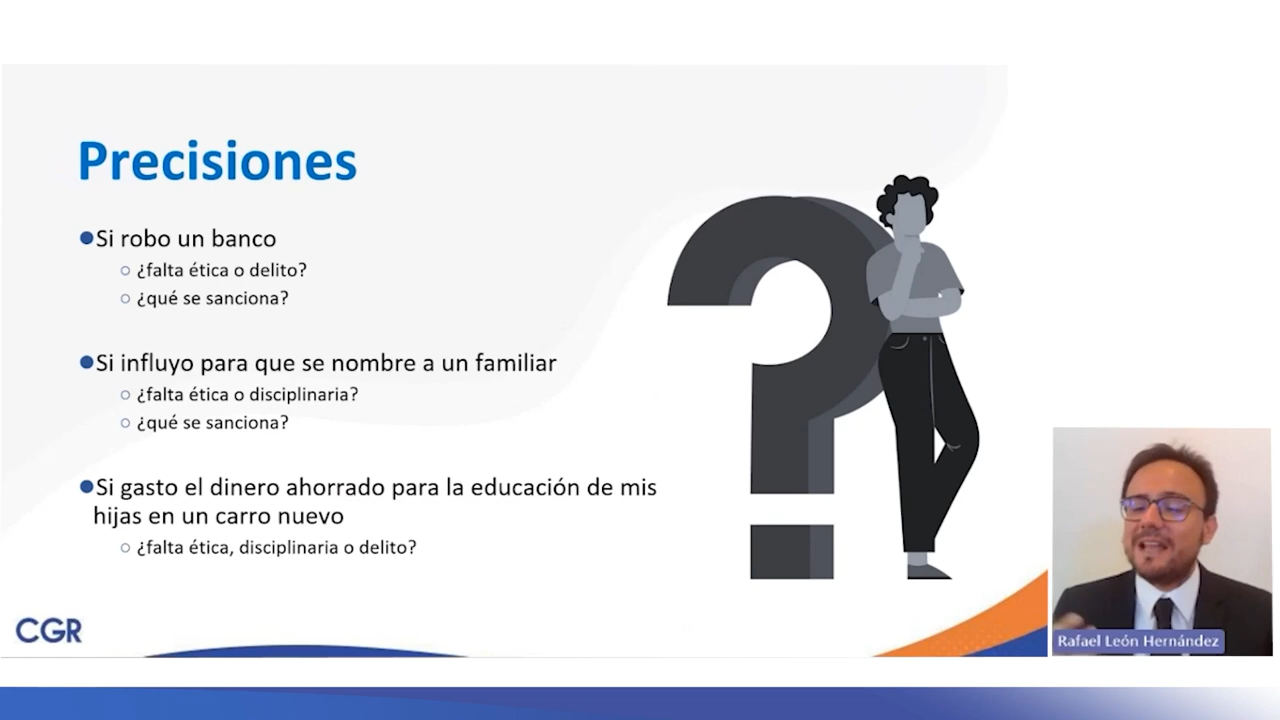 Precisiones
●Si robo un banco
○ ¿falta ética o delito?
○ ¿qué se sanciona?
●Si influyo para que se nombre a un familiar
○ ¿falta ética o disciplinaria?
○ ¿qué se sanciona?
●Si gasto el dinero ahorrado para la educación de mis
hijas en un carro nuevo
○ ¿falta ética, disciplinaria o delito?
CGR
Rafael León Hernández